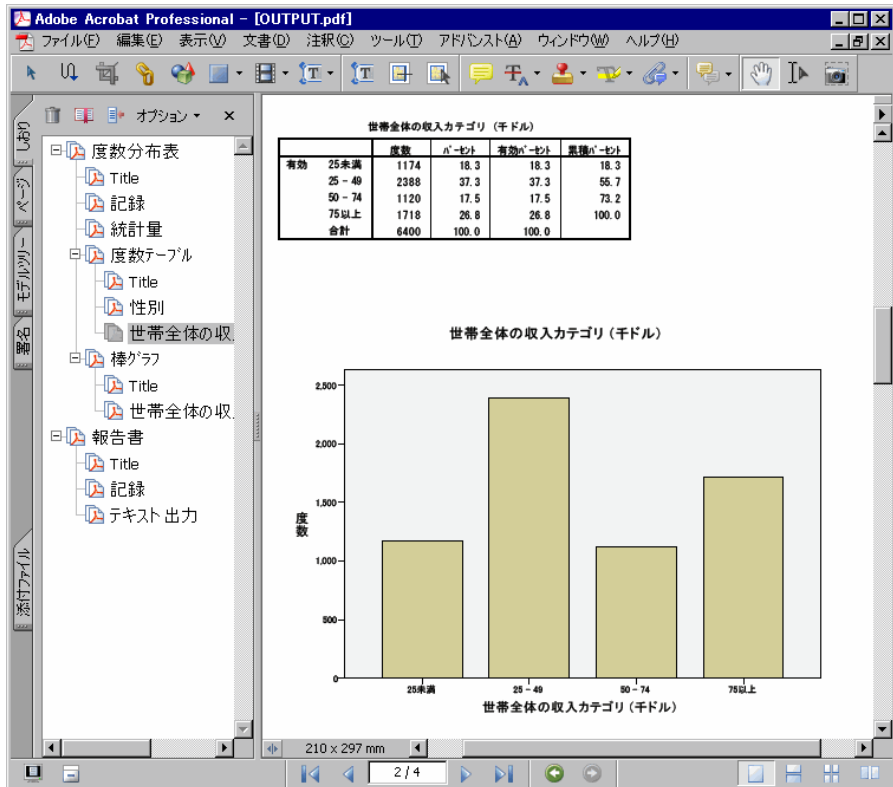 Adobe Acrobat Professional - [OUTPUT.pdf]
ファイル(F) 編集(E) 表示(V) 文書(D) 注釈(C) ツール(T) アドバンスト(A) ウィンドウ(W) ヘルプ(H)
オプション
しおり
ページ
モデルツリー
署名
添付ファイル
度数分布表
Title
記録
統計量
度数テーブル
Title
性別
世帯全体の収
棒グラフ
Title
世帯全体の収
報告書
Title
記録
テキスト出力
世帯全体の収入カテゴリ (千ドル)
度数 パーセント 有効パーセント 累積パーセント
有効 25未満 1174 18.3 18.3 18.3
25 - 49 2388 37.3 37.3 55.7
50 - 74 1120 17.5 17.5 73.2
75以上 1718 26.8 26.8 100.0
合計 6400 100.0 100.0
世帯全体の収入カテゴリ (千ドル)
2,500
2,000
1,500
1,000
500
0
度数
25未満 25 - 49 50 - 74 75以上
世帯全体の収入カテゴリ (千ドル)
210 x 297 mm
2 / 4